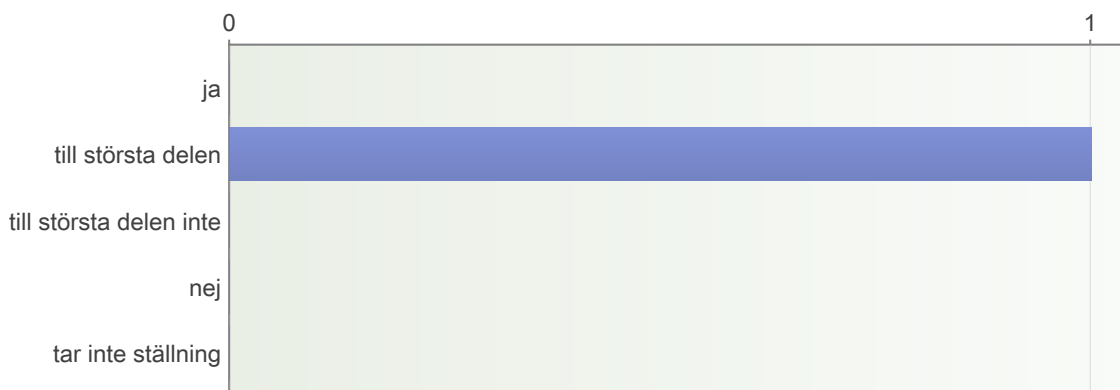 0 1
ja
till största delen
till största delen inte
nej
tar inte ställning